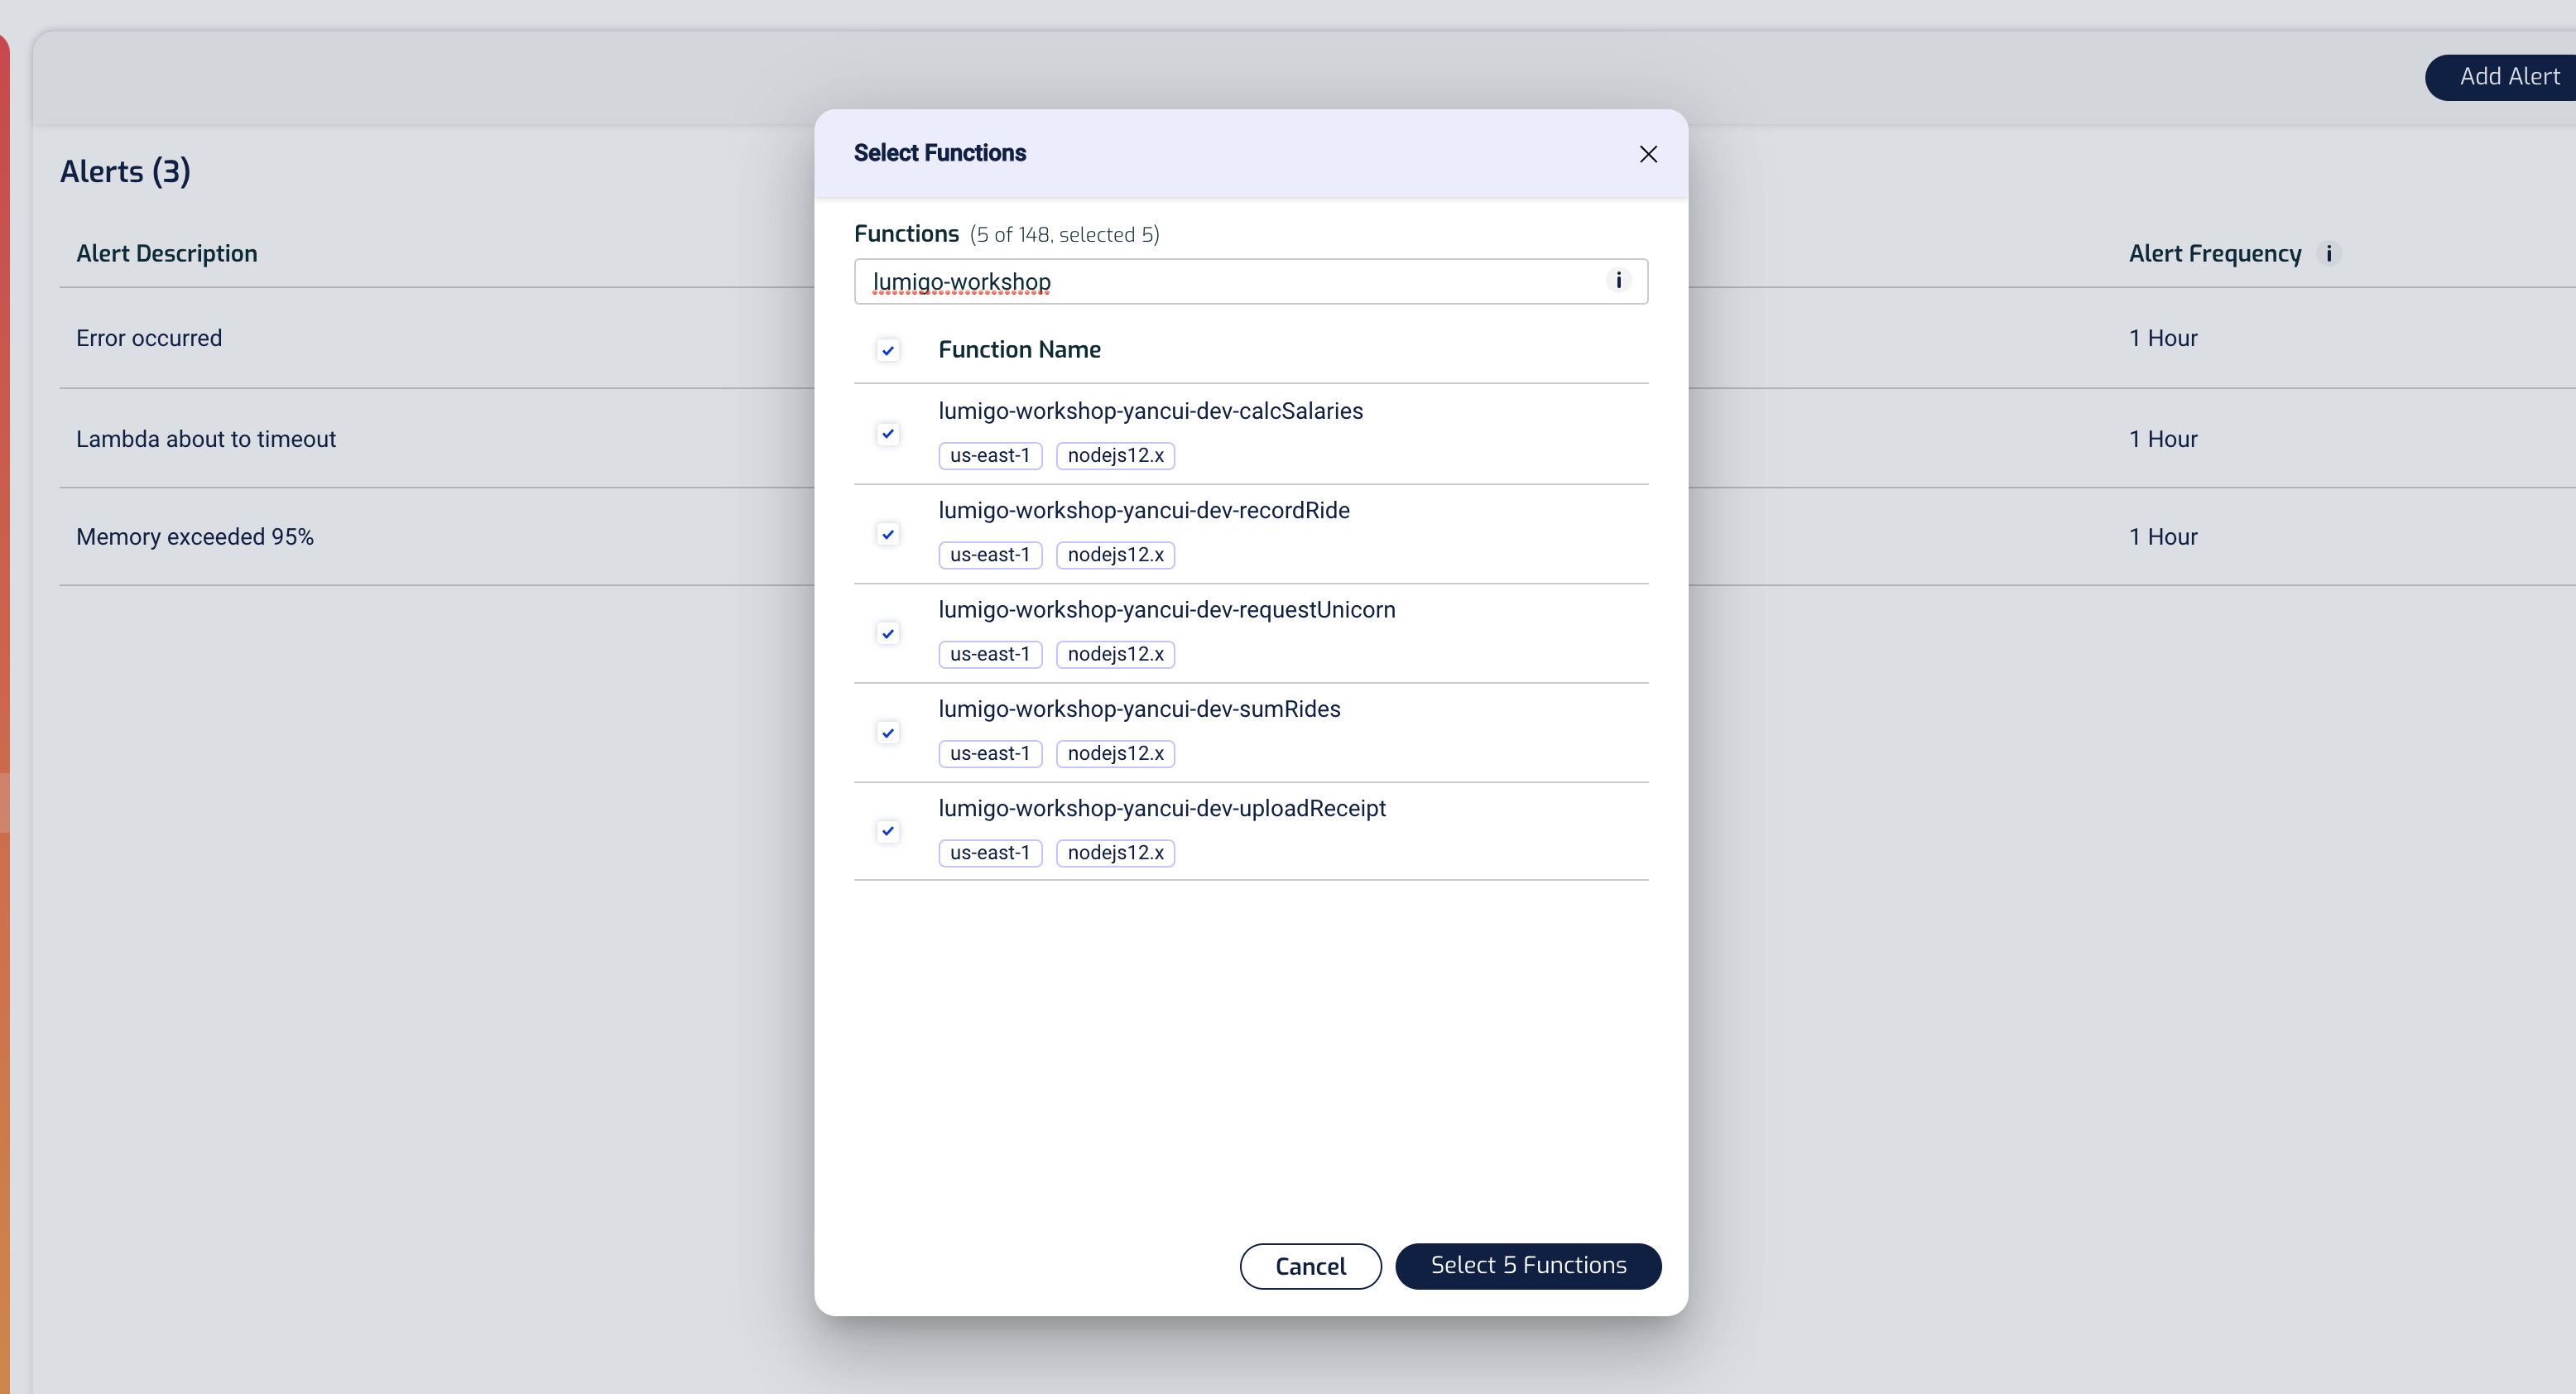 Add Alert
Alerts (3)
Alert Description
Alert Frequency i
Error occurred
1 Hour
Lambda about to timeout
1 Hour
Memory exceeded 95%
1 Hour
Select Functions
Functions (5 of 148, selected 5)
lumigo-workshop i
Function Name
lumigo-workshop-yancui-dev-calcSalaries
us-east-1 nodejs12.x
lumigo-workshop-yancui-dev-recordRide
us-east-1 nodejs12.x
lumigo-workshop-yancui-dev-requestUnicorn
us-east-1 nodejs12.x
lumigo-workshop-yancui-dev-sumRides
us-east-1 nodejs12.x
lumigo-workshop-yancui-dev-uploadReceipt
us-east-1 nodejs12.x
Cancel
Select 5 Functions